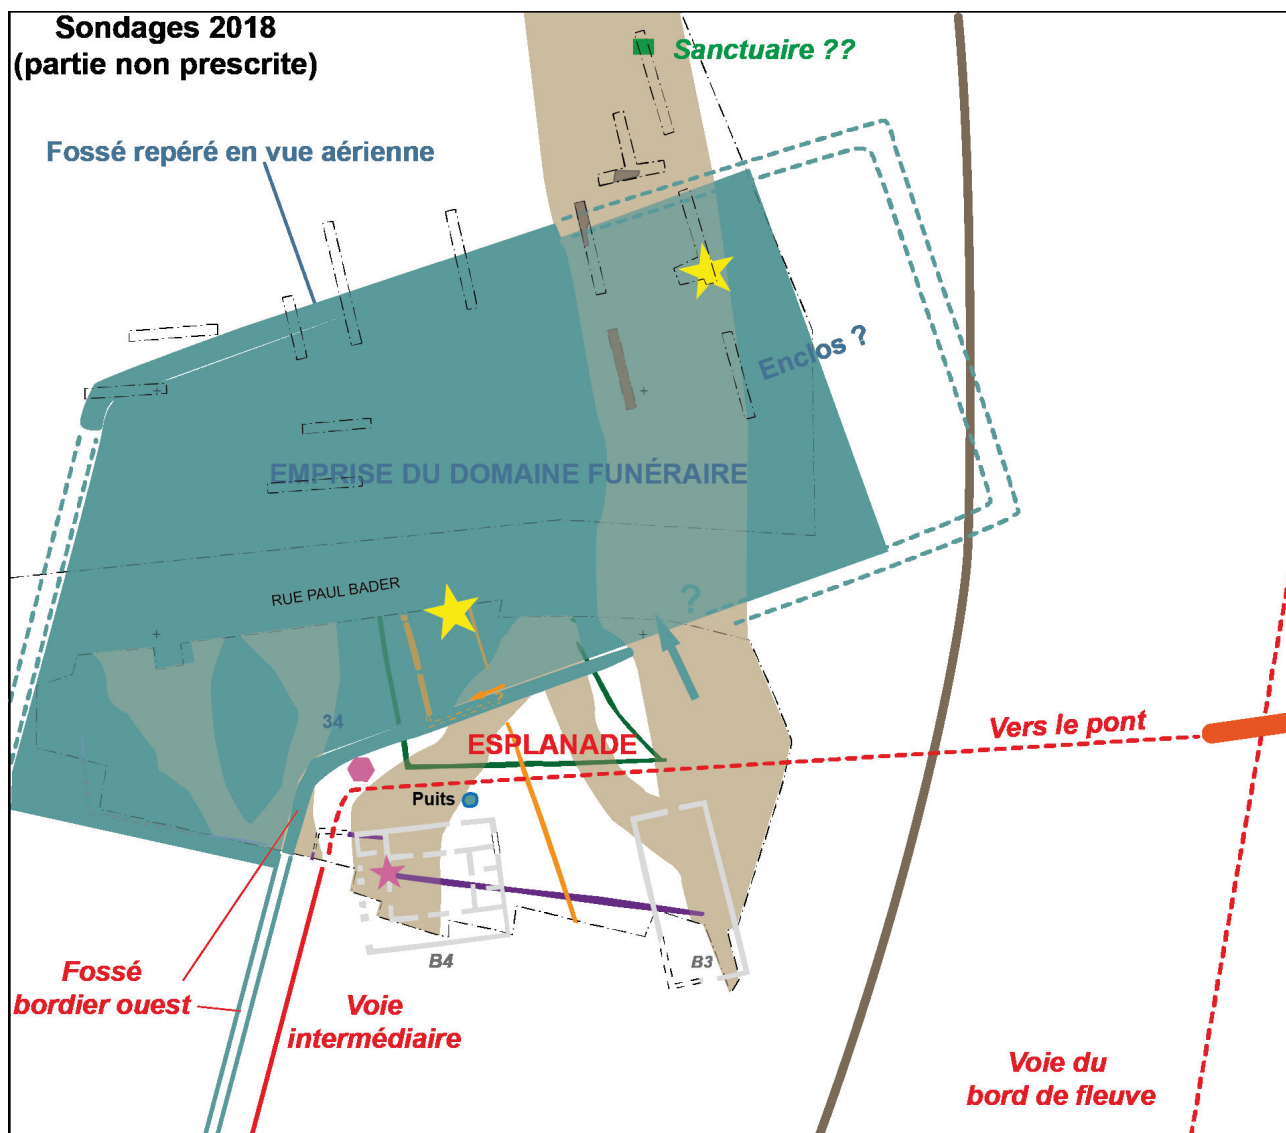 Sondages 2018
(partie non prescrite)
Sanctuaire ??
Fossé repéré en vue aérienne
Enclos ?
EMPRISE DU DOMAINE FUNÉRAIRE
RUE PAUL BADER
?
34
?
ESPLANADE
Vers le pont
Puits
B4
B3
Fossé
bordier ouest
Voie
intermédiaire
Voie du
bord de fleuve